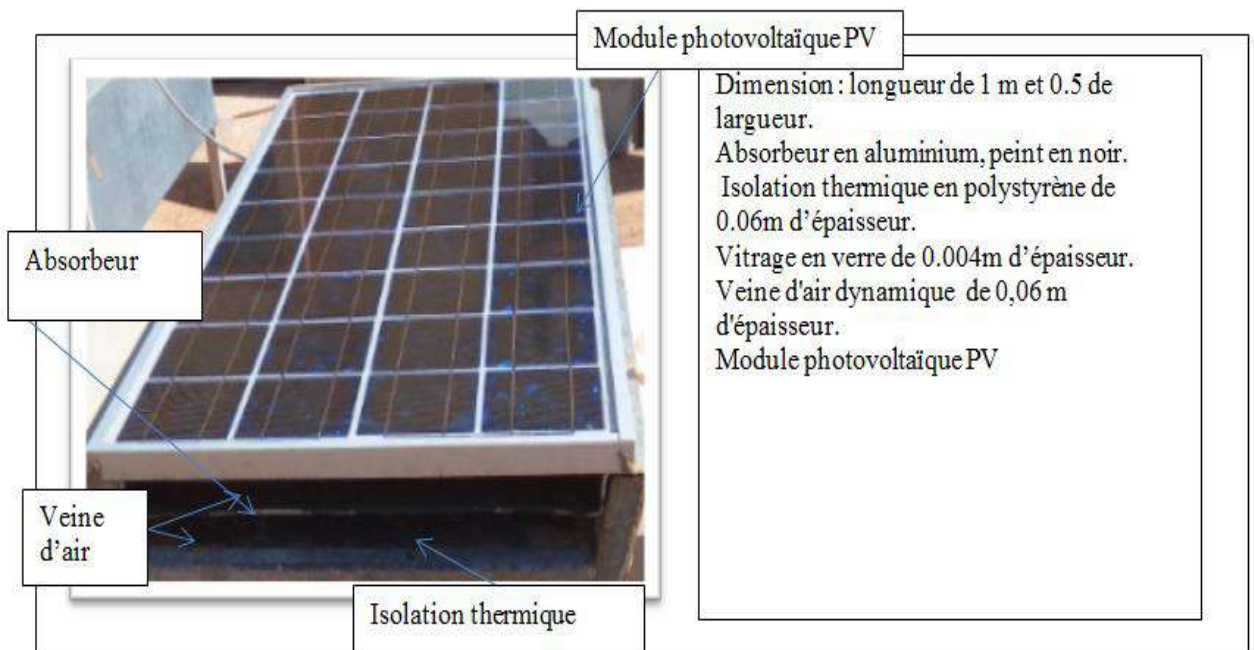 Module photovoltaïque PV
Dimension : longueur de 1 m et 0.5 de
largueur.
Absorbeur en aluminium, peint en noir.
Isolation thermique en polystyrène de
0.06m d’épaisseur.
Vitrage en verre de 0.004m d’épaisseur.
Veine d'air dynamique de 0,06 m
d'épaisseur.
Module photovoltaïque PV
Absorbeur
Veine
d’air
Isolation thermique